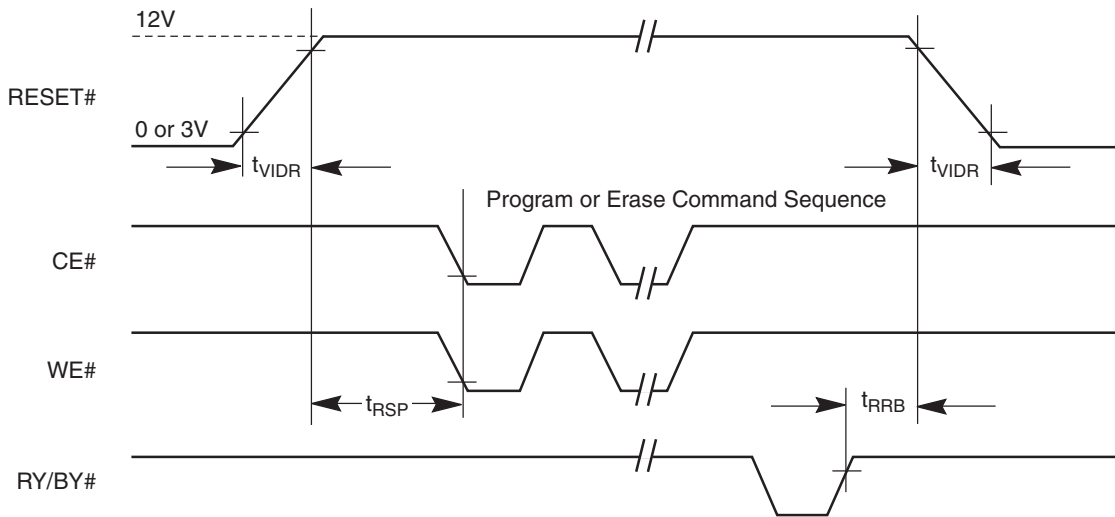 12V
RESET#
0 or 3V
tVIDR
tVIDR
Program or Erase Command Sequence
CE#
WE#
tRSP
tRRB
RY/BY#